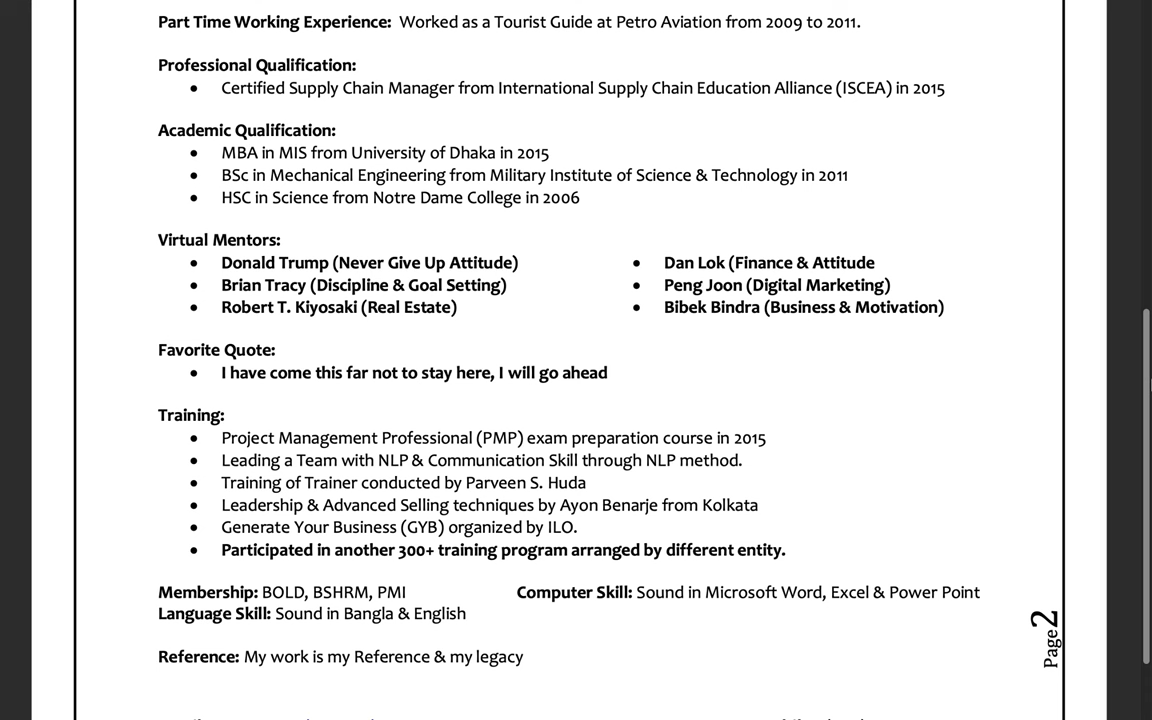 Part Time Working Experience: Worked as a Tourist Guide at Petro Aviation from 2009 to 2011.
Professional Qualification:
• Certified Supply Chain Manager from International Supply Chain Education Alliance (ISCEA) in 2015
Academic Qualification:
• MBA in MIS from University of Dhaka in 2015
• BSc in Mechanical Engineering from Military Institute of Science & Technology in 2011
• HSC in Science from Notre Dame College in 2006
Virtual Mentors:
• Donald Trump (Never Give Up Attitude)
• Brian Tracy (Discipline & Goal Setting)
• Robert T. Kiyosaki (Real Estate)
• Dan Lok (Finance & Attitude
• Peng Joon (Digital Marketing)
• Bibek Bindra (Business & Motivation)
Favorite Quote:
• I have come this far not to stay here, I will go ahead
Training:
• Project Management Professional (PMP) exam preparation course in 2015
• Leading a Team with NLP & Communication Skill through NLP method.
• Training of Trainer conducted by Parveen S. Huda
• Leadership & Advanced Selling techniques by Ayon Benarje from Kolkata
• Generate Your Business (GYB) organized by ILO.
• Participated in another 300+ training program arranged by different entity.
Membership: BOLD, BSHRM, PMI
Computer Skill: Sound in Microsoft Word, Excel & Power Point
Language Skill: Sound in Bangla & English
Reference: My work is my Reference & my legacy
Page2